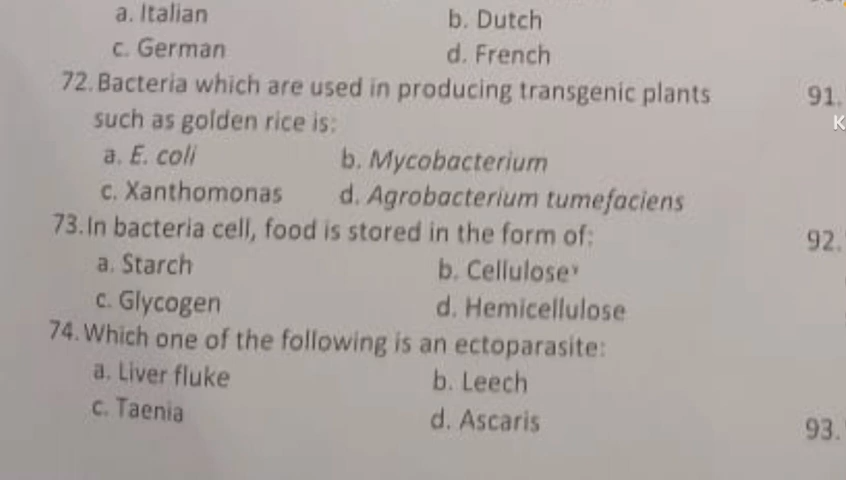 a. Italian b. Dutch
c. German d. French
72. Bacteria which are used in producing transgenic plants 91.
such as golden rice is: K
a. E. coli b. Mycobacterium
c. Xanthomonas d. Agrobacterium tumefaciens
73. In bacteria cell, food is stored in the form of: 92.
a. Starch b. Cellulose
c. Glycogen d. Hemicellulose
74. Which one of the following is an ectoparasite:
a. Liver fluke b. Leech
c. Taenia d. Ascaris 93.